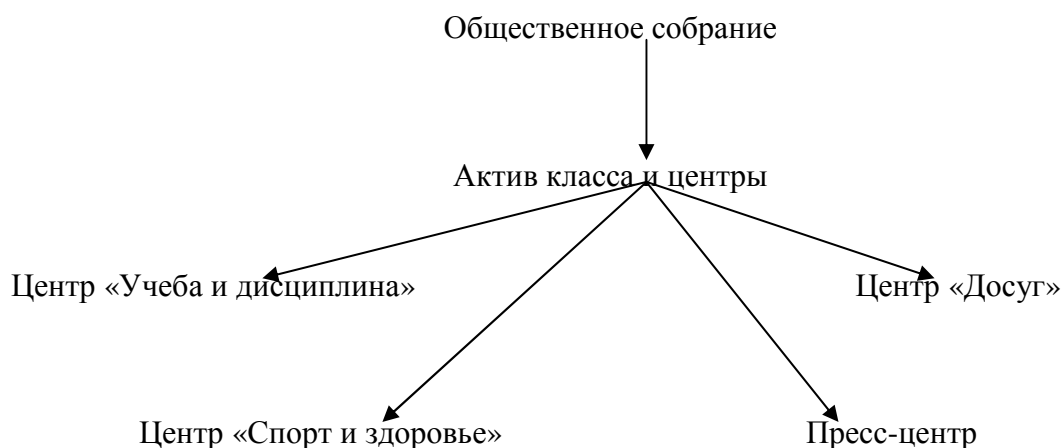 Общественное собрание
Актив класса и центры
Центр «Учеба и дисциплина»
Центр «Досуг»
Центр «Спорт и здоровье»
Пресс-центр